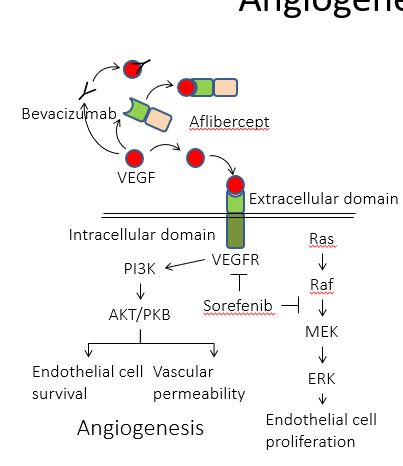 Angiogene
Bevacizumab
Aflibercept
VEGF
Extracellular domain
Intracellular domain
VEGFR
Ras
PI3K
Raf
Sorefenib
AKT/PKB
MEK
ERK
Endothelial cell
survival
Vascular
permeability
Endothelial cell
proliferation
Angiogenesis